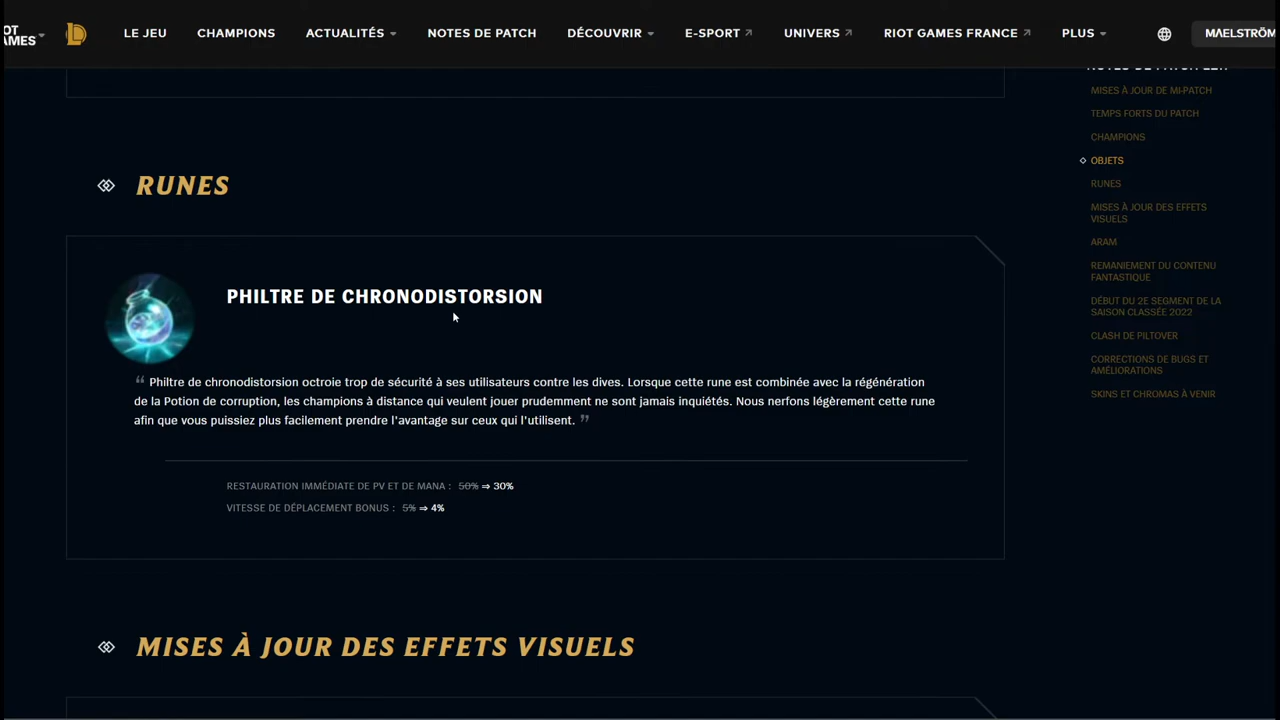 LE JEU CHAMPIONS ACTUALITÉS NOTES DE PATCH DÉCOUVRIR E-SPORT UNIVERS RIOT GAMES FRANCE PLUS MΛELSTRÖM
RUNES
PHILTRE DE CHRONODISTORSION
“ Philtre de chronodistorsion octroie trop de sécurité à ses utilisateurs contre les dives. Lorsque cette rune est combinée avec la régénération
de la Potion de corruption, les champions à distance qui veulent jouer prudemment ne sont jamais inquiétés. Nous nerfons légèrement cette rune
afin que vous puissiez plus facilement prendre l'avantage sur ceux qui l'utilisent. ”
RESTAURATION IMMÉDIATE DE PV ET DE MANA : 50% ⇒ 30%
VITESSE DE DÉPLACEMENT BONUS : 5% ⇒ 4%
MISES À JOUR DES EFFETS VISUELS
NOTES DE PATCH
MISES À JOUR DE MI-PATCH
TEMPS FORTS DU PATCH
CHAMPIONS
OBJETS
RUNES
MISES À JOUR DES EFFETS
VISUELS
ARAM
REMANIEMENT DU CONTENU
FANTASTIQUE
DÉBUT DU 2E SEGMENT DE LA
SAISON CLASSÉE 2022
CLASH DE PILTOVER
CORRECTIONS DE BUGS ET
AMÉLIORATIONS
SKINS ET CHROMAS À VENIR